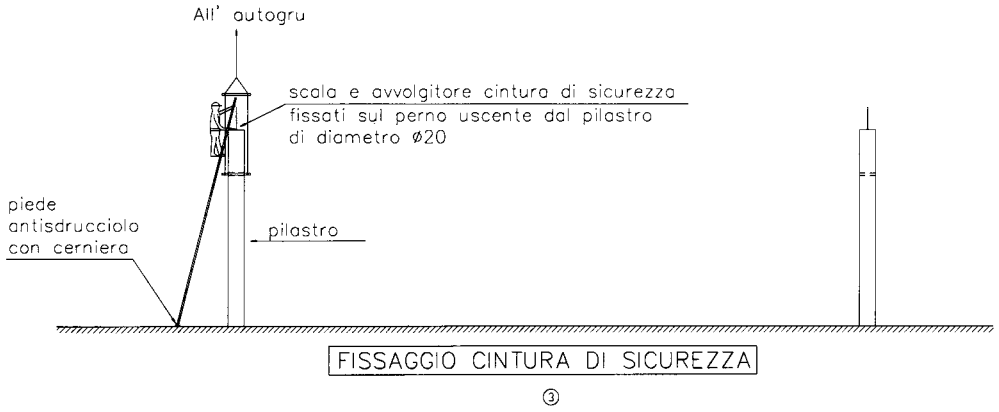 All' autogru
scala e avvolgitore cintura di sicurezza
fissati sul perno uscente dal pilastro
di diametro ø20
piede
antisdrucciolo
con cerniera
pilastro
FISSAGGIO CINTURA DI SICUREZZA
③